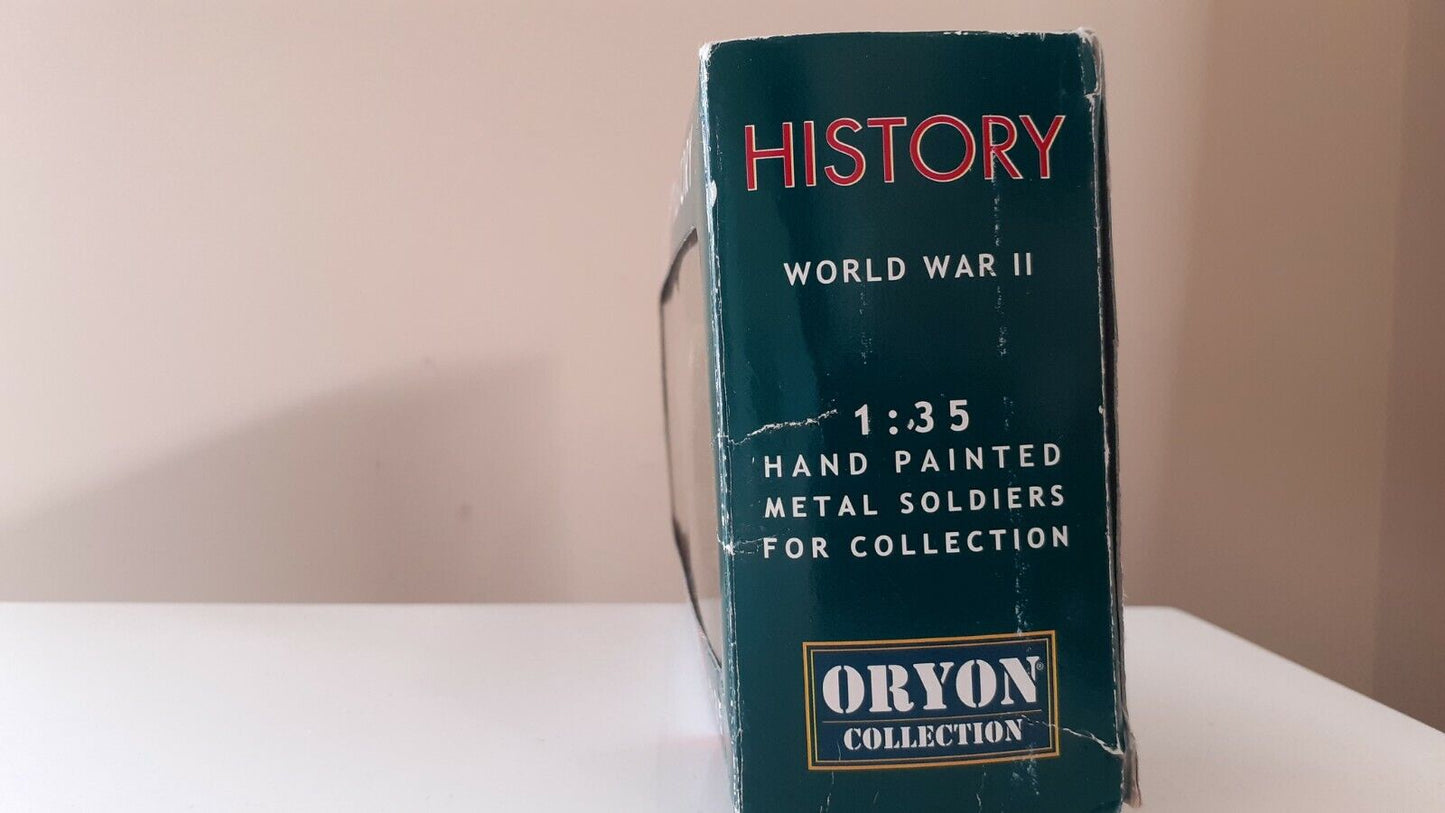 HISTORY
WORLD WAR II
1:35
HAND PAINTED
METAL SOLDIERS
FOR COLLECTION
ORYON®
COLLECTION